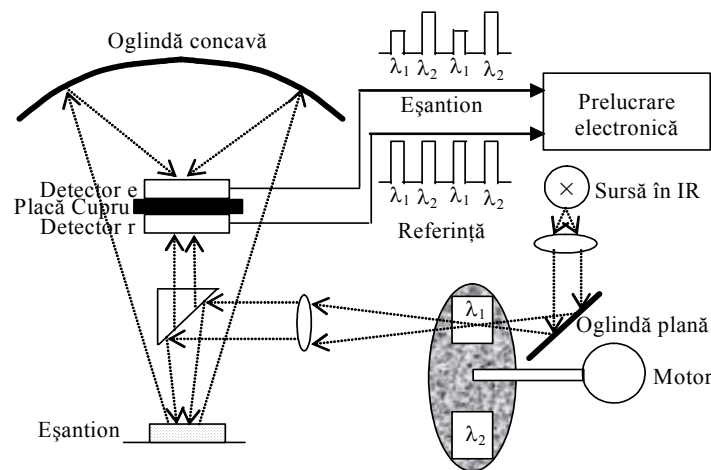 Oglindă concavă
λ1 λ2 λ1 λ2
Eşantion
Prelucrare
electronică
Detector e
Placă Cupru
Detector r
λ1 λ2 λ1 λ2
Referinţă
Sursă în IR
λ1
Oglindă plană
Motor
λ2
Eşantion